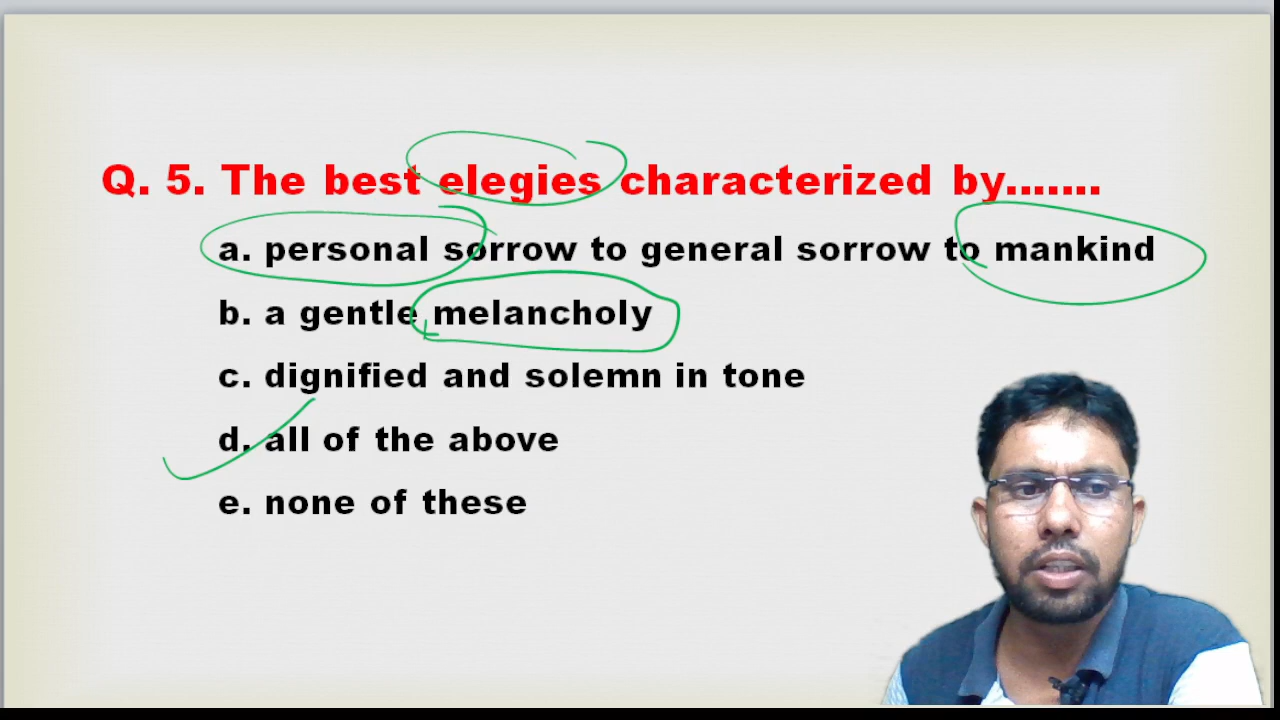 Q. 5. The best elegies characterized by.......
a. personal sorrow to general sorrow to mankind
b. a gentle melancholy
c. dignified and solemn in tone
d. all of the above
e. none of these